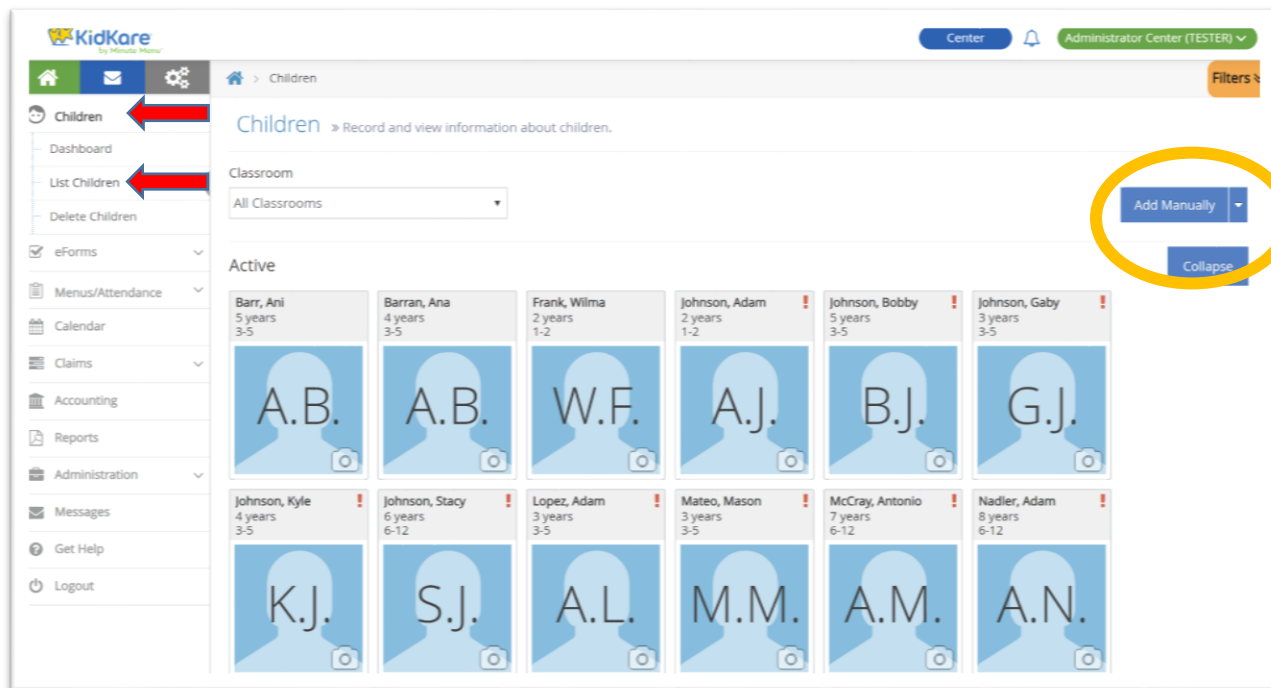 KidKare
by Minute Menu
Center
Administrator Center (TESTER)
Children
Filters
Children
Dashboard
List Children
Delete Children
eForms
Menus/Attendance
Calendar
Claims
Accounting
Reports
Administration
Messages
Get Help
Logout
Children » Record and view information about children.
Classroom
All Classrooms
Add Manually
Collapse
Active
Barr, Ani
5 years
3-5
A.B.
Barran, Ana
4 years
3-5
A.B.
Frank, Wilma
2 years
1-2
W.F.
Johnson, Adam !
2 years
1-2
A.J.
Johnson, Bobby !
5 years
3-5
B.J.
Johnson, Gaby !
3 years
3-5
G.J.
Johnson, Kyle !
4 years
3-5
K.J.
Johnson, Stacy !
6 years
6-12
S.J.
Lopez, Adam !
3 years
3-5
A.L.
Mateo, Mason !
3 years
3-5
M.M.
McCray, Antonio !
7 years
6-12
A.M.
Nadler, Adam !
8 years
6-12
A.N.